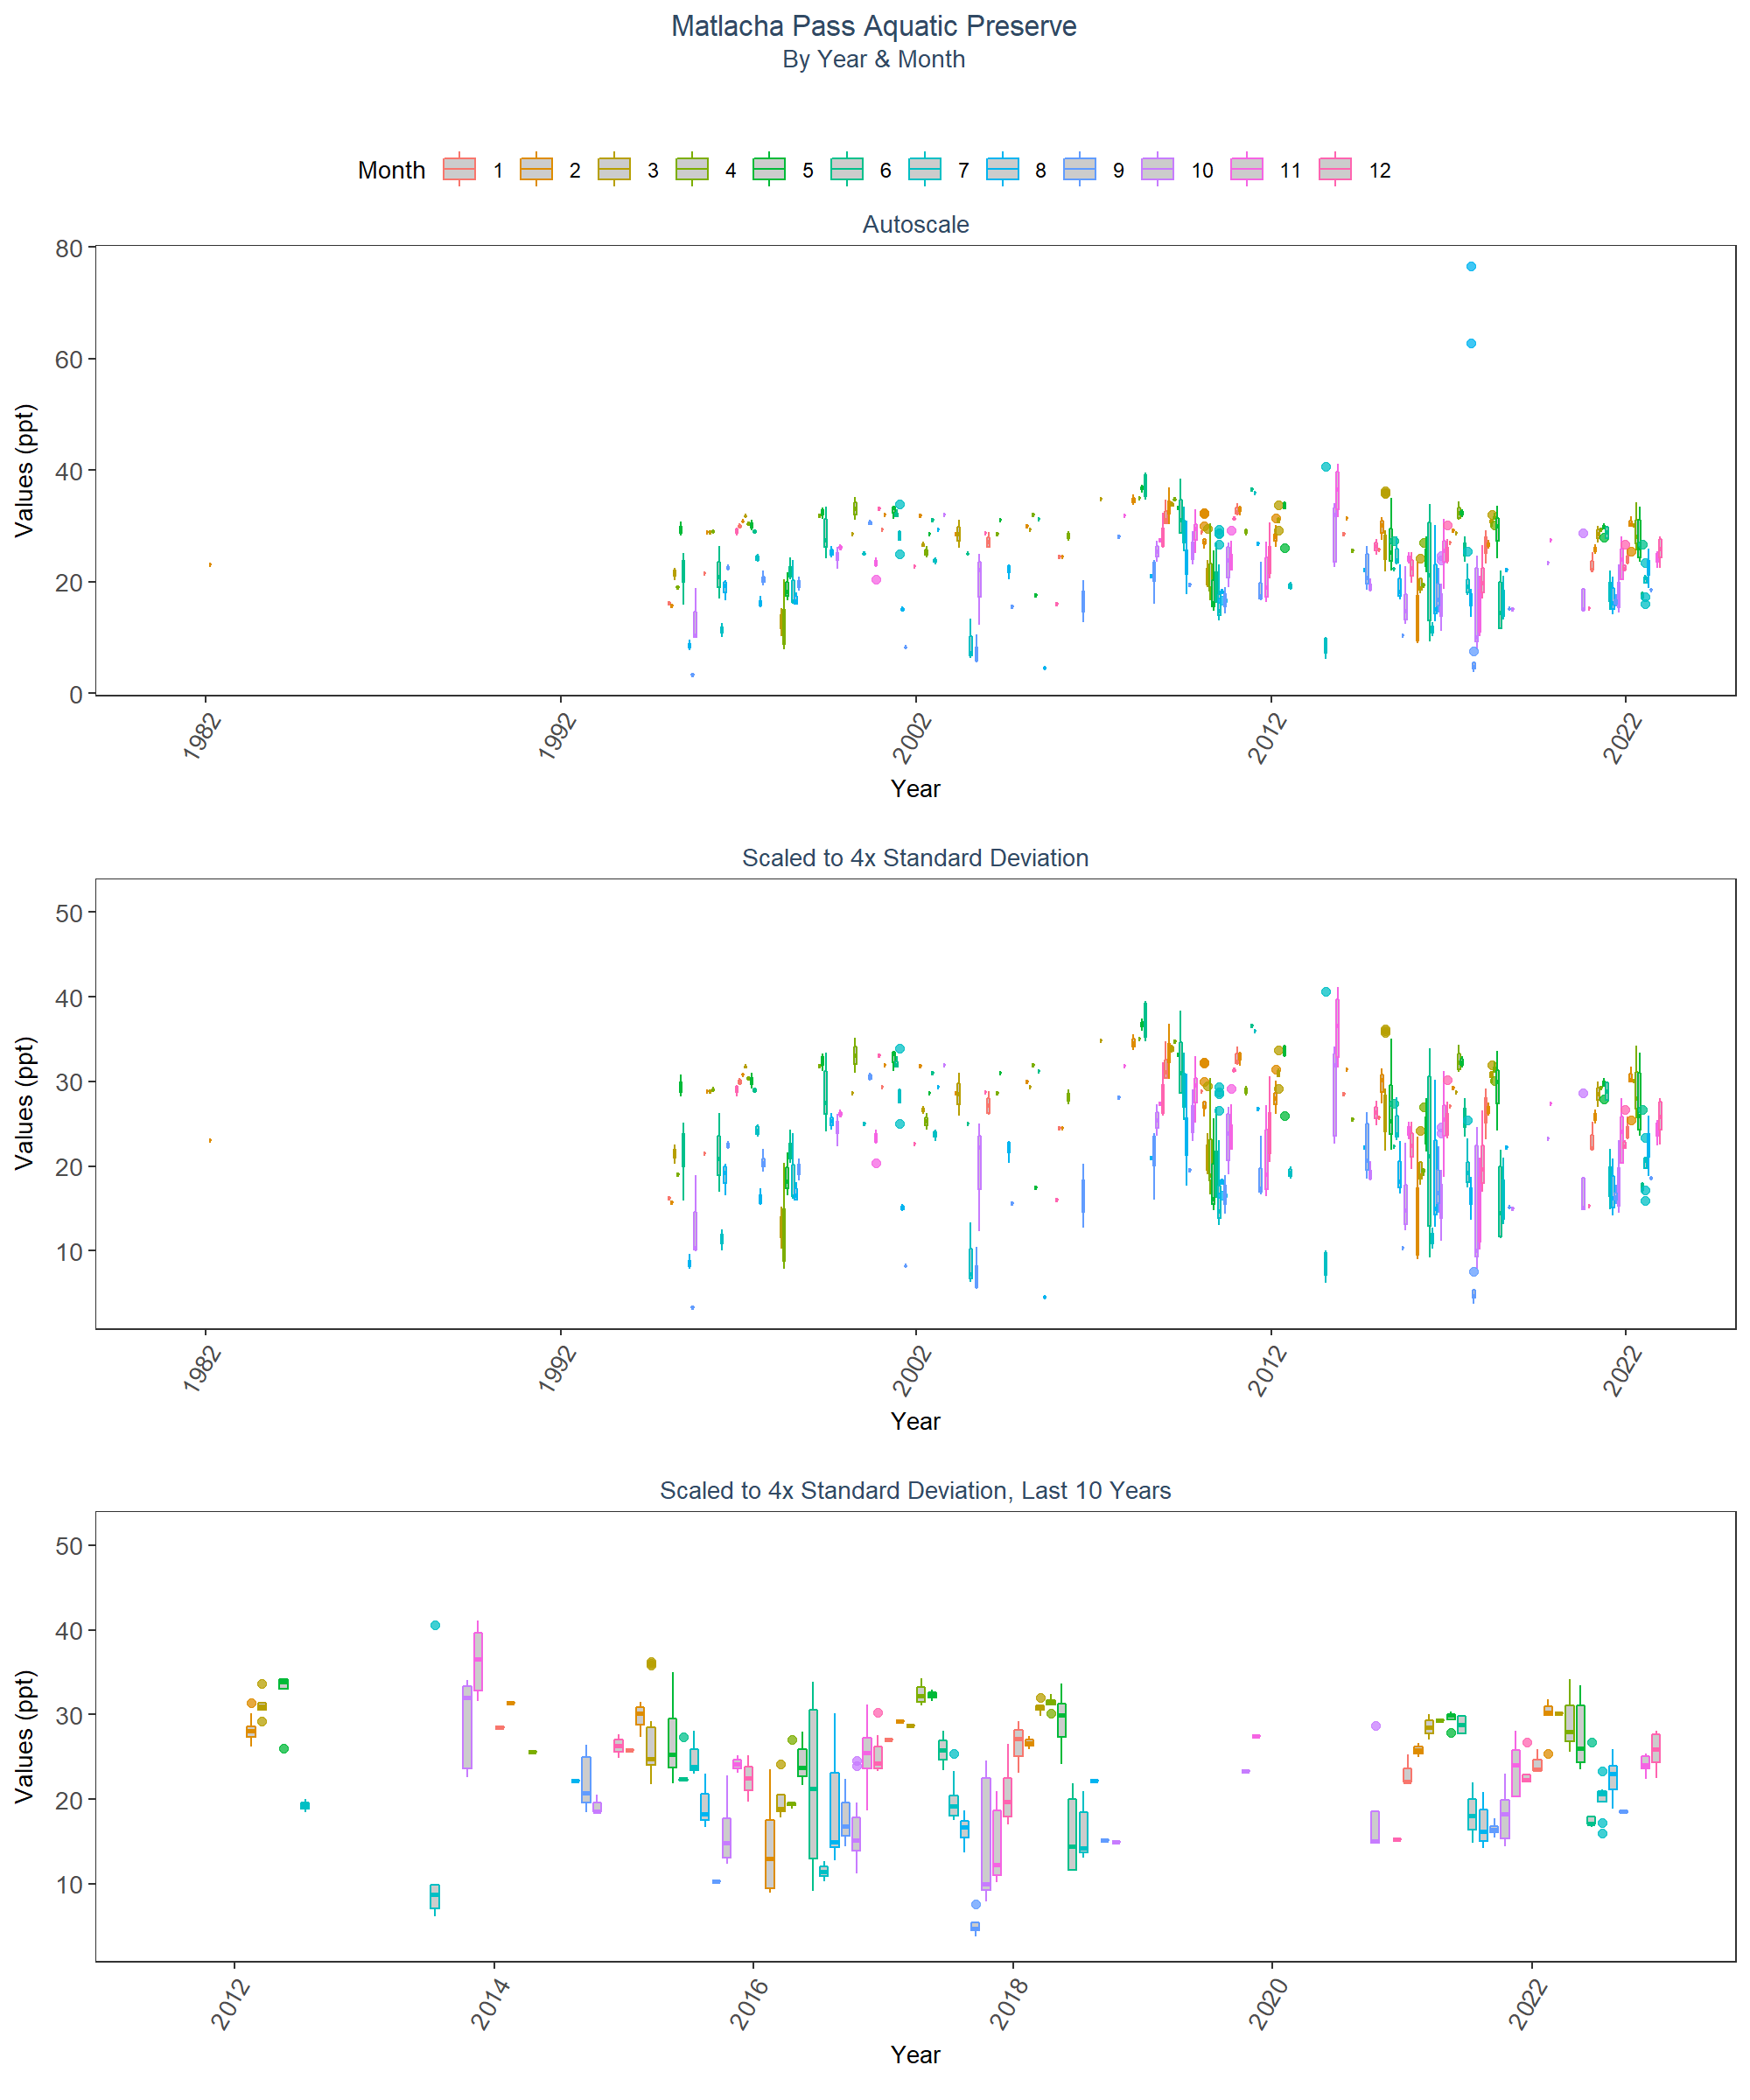 Matlacha Pass Aquatic Preserve
By Year & Month
Month 1 2 3 4 5 6 7 8 9 10 11 12
Autoscale
Values (ppt)
80
60
40
20
0
1982 1992 2002 2012 2022
Year
Scaled to 4x Standard Deviation
Values (ppt)
50
40
30
20
10
1982 1992 2002 2012 2022
Year
Scaled to 4x Standard Deviation, Last 10 Years
Values (ppt)
50
40
30
20
10
2012 2014 2016 2018 2020 2022
Year